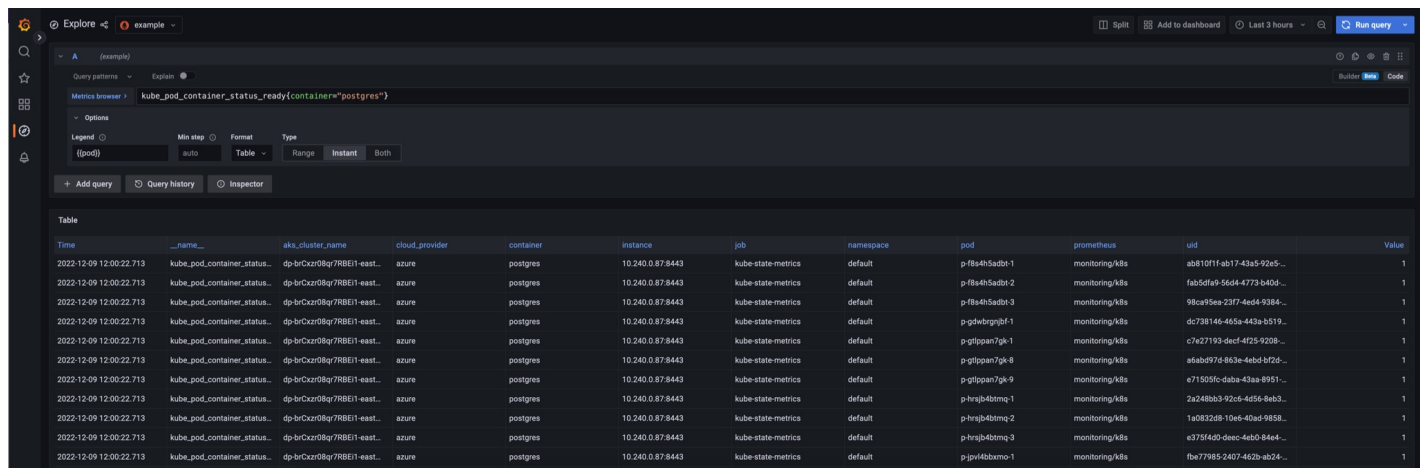 Explore example Split Add to dashboard Last 3 hours Run query
A (example)
Query patterns Explain Builder Beta Code
Metrics browser > kube_pod_container_status_ready{container="postgres"}
Options
Legend Min step Format Type
{{pod}} auto Table Range Instant Both
+ Add query Query history Inspector
Table
Time __name__ aks_cluster_name cloud_provider container instance job namespace pod prometheus uid Value
2022-12-09 12:00:22.713 kube_pod_container_status... dp-brCxzr08qr7RBEi1-east... azure postgres 10.240.0.87:8443 kube-state-metrics default p-f8s4h5adbt-1 monitoring/k8s ab810f1f-ab17-43a5-92e5-... 1
2022-12-09 12:00:22.713 kube_pod_container_status... dp-brCxzr08qr7RBEi1-east... azure postgres 10.240.0.87:8443 kube-state-metrics default p-f8s4h5adbt-2 monitoring/k8s fab5dfa9-56d4-4773-b40d-... 1
2022-12-09 12:00:22.713 kube_pod_container_status... dp-brCxzr08qr7RBEi1-east... azure postgres 10.240.0.87:8443 kube-state-metrics default p-f8s4h5adbt-3 monitoring/k8s 98ca95ea-23f7-4ed4-9384-... 1
2022-12-09 12:00:22.713 kube_pod_container_status... dp-brCxzr08qr7RBEi1-east... azure postgres 10.240.0.87:8443 kube-state-metrics default p-gdwbrgnjbf-1 monitoring/k8s dc738146-465a-443a-b519... 1
2022-12-09 12:00:22.713 kube_pod_container_status... dp-brCxzr08qr7RBEi1-east... azure postgres 10.240.0.87:8443 kube-state-metrics default p-gtlppan7gk-1 monitoring/k8s c7e27193-decf-4f25-9208-... 1
2022-12-09 12:00:22.713 kube_pod_container_status... dp-brCxzr08qr7RBEi1-east... azure postgres 10.240.0.87:8443 kube-state-metrics default p-gtlppan7gk-8 monitoring/k8s a6abd97d-863e-4ebd-bf2d-... 1
2022-12-09 12:00:22.713 kube_pod_container_status... dp-brCxzr08qr7RBEi1-east... azure postgres 10.240.0.87:8443 kube-state-metrics default p-gtlppan7gk-9 monitoring/k8s e71505fc-daba-43aa-8951-... 1
2022-12-09 12:00:22.713 kube_pod_container_status... dp-brCxzr08qr7RBEi1-east... azure postgres 10.240.0.87:8443 kube-state-metrics default p-hrsjb4btmq-1 monitoring/k8s 2a248bb3-92c6-4d56-8eb3... 1
2022-12-09 12:00:22.713 kube_pod_container_status... dp-brCxzr08qr7RBEi1-east... azure postgres 10.240.0.87:8443 kube-state-metrics default p-hrsjb4btmq-2 monitoring/k8s 1a0832d8-10e6-40ad-9858... 1
2022-12-09 12:00:22.713 kube_pod_container_status... dp-brCxzr08qr7RBEi1-east... azure postgres 10.240.0.87:8443 kube-state-metrics default p-hrsjb4btmq-3 monitoring/k8s e375f4d0-deec-4eb0-84e4-... 1
2022-12-09 12:00:22.713 kube_pod_container_status... dp-brCxzr08qr7RBEi1-east... azure postgres 10.240.0.87:8443 kube-state-metrics default p-jpvl4bbxmo-1 monitoring/k8s fbe77985-2407-462b-ab24-... 1